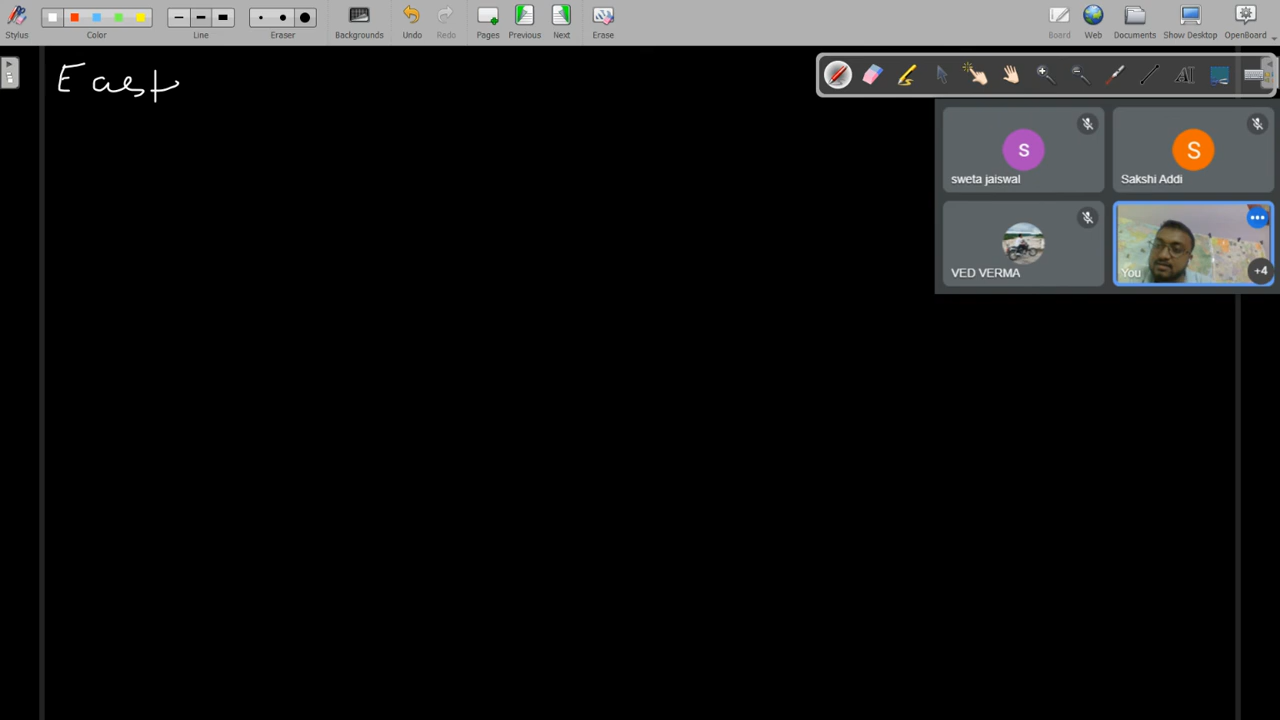 Stylus
Color
Line
Eraser
Backgrounds
Undo
Redo
Pages
Previous
Next
Erase
Board
Web
Documents
Show Desktop
OpenBoard
East
S
sweta jaiswal
S
Sakshi Addi
VED VERMA
You
+4